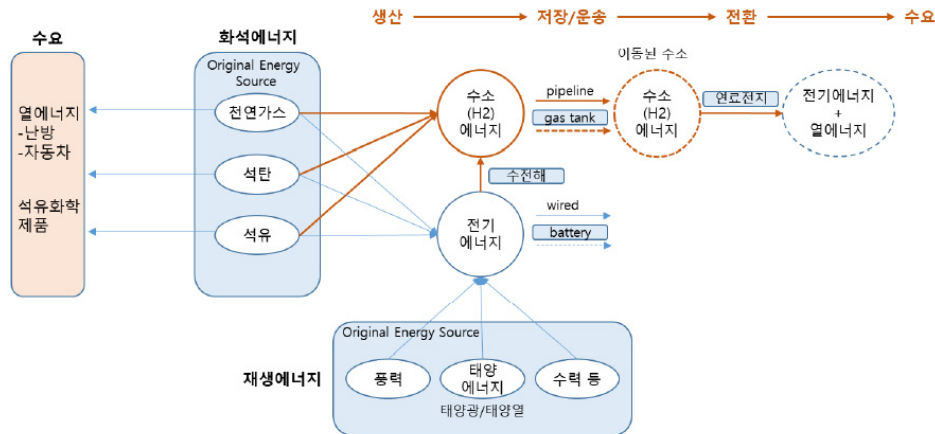 생산
저장/운송
전환
수요
수요
화석에너지
이동된 수소
Original Energy
Source
열에너지
-난방
-자동차
석유화학
제품
천연가스
석탄
석유
수소
(H2)
에너지
pipeline
gas tank
수소
(H2)
에너지
연료전지
전기에너지
+
열에너지
수전해
전기
에너지
wired
battery
Original Energy Source
재생에너지
풍력
태양
에너지
수력 등
태양광/태양열